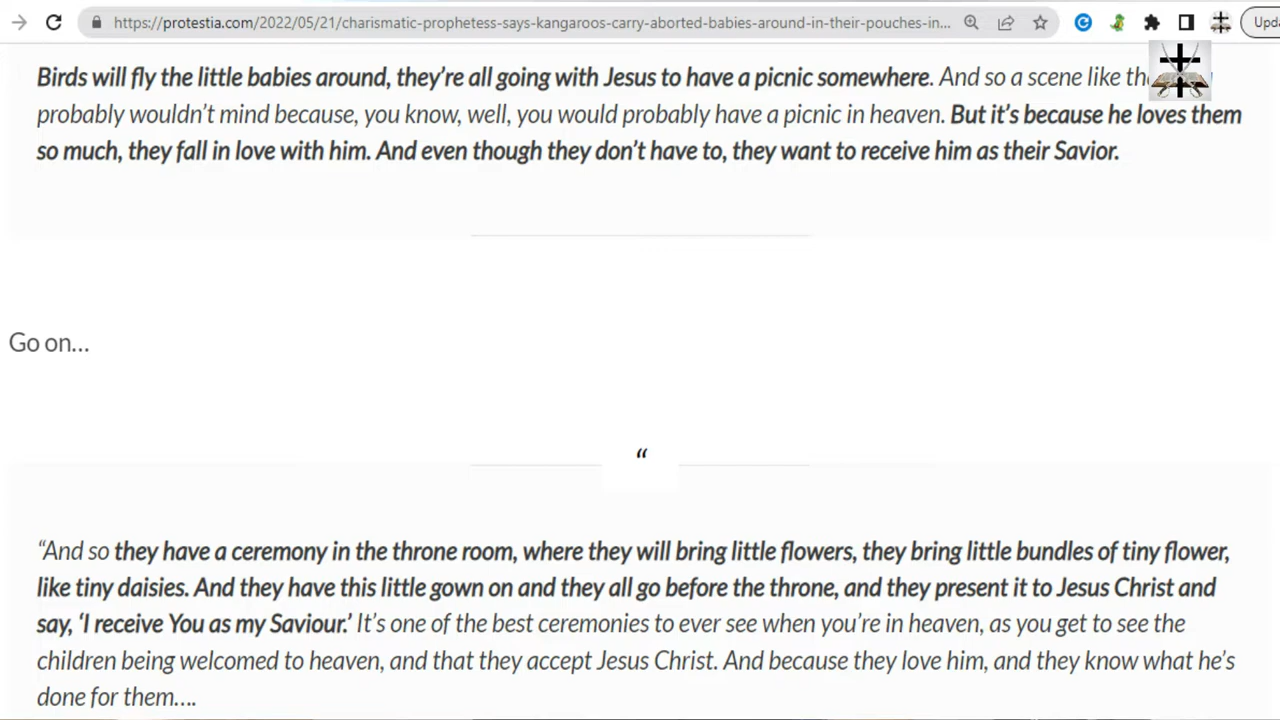 https://protestia.com/2022/05/21/charismatic-prophetess-says-kangaroos-carry-aborted-babies-around-in-their-pouches-in...
Birds will fly the little babies around, they’re all going with Jesus to have a picnic somewhere. And so a scene like
probably wouldn’t mind because, you know, well, you would probably have a picnic in heaven. But it’s because he loves them
so much, they fall in love with him. And even though they don’t have to, they want to receive him as their Savior.
Go on...
“
“And so they have a ceremony in the throne room, where they will bring little flowers, they bring little bundles of tiny flower,
like tiny daisies. And they have this little gown on and they all go before the throne, and they present it to Jesus Christ and
say, ‘I receive You as my Saviour.’ It’s one of the best ceremonies to ever see when you’re in heaven, as you get to see the
children being welcomed to heaven, and that they accept Jesus Christ. And because they love him, and they know what he’s
done for them....